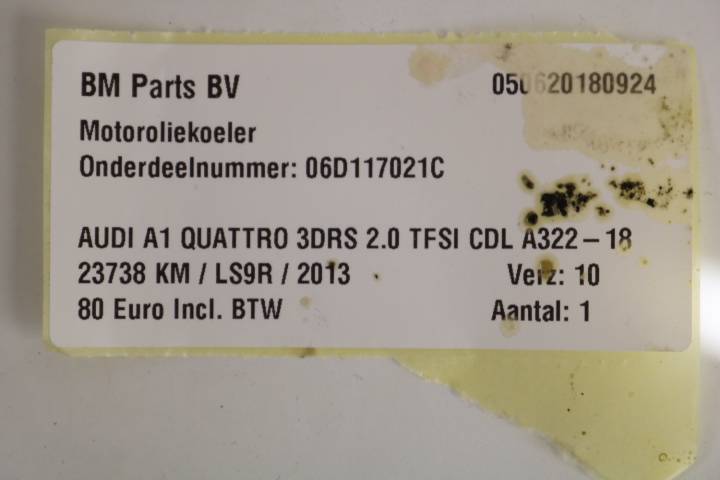 BM Parts BV 050620180924
Motoroliekoeler
Onderdeelnummer: 06D117021C
AUDI A1 QUATTRO 3DRS 2.0 TFSI CDL A322-18
23738 KM / LS9R / 2013 Verz: 10
80 Euro Incl. BTW Aantal: 1